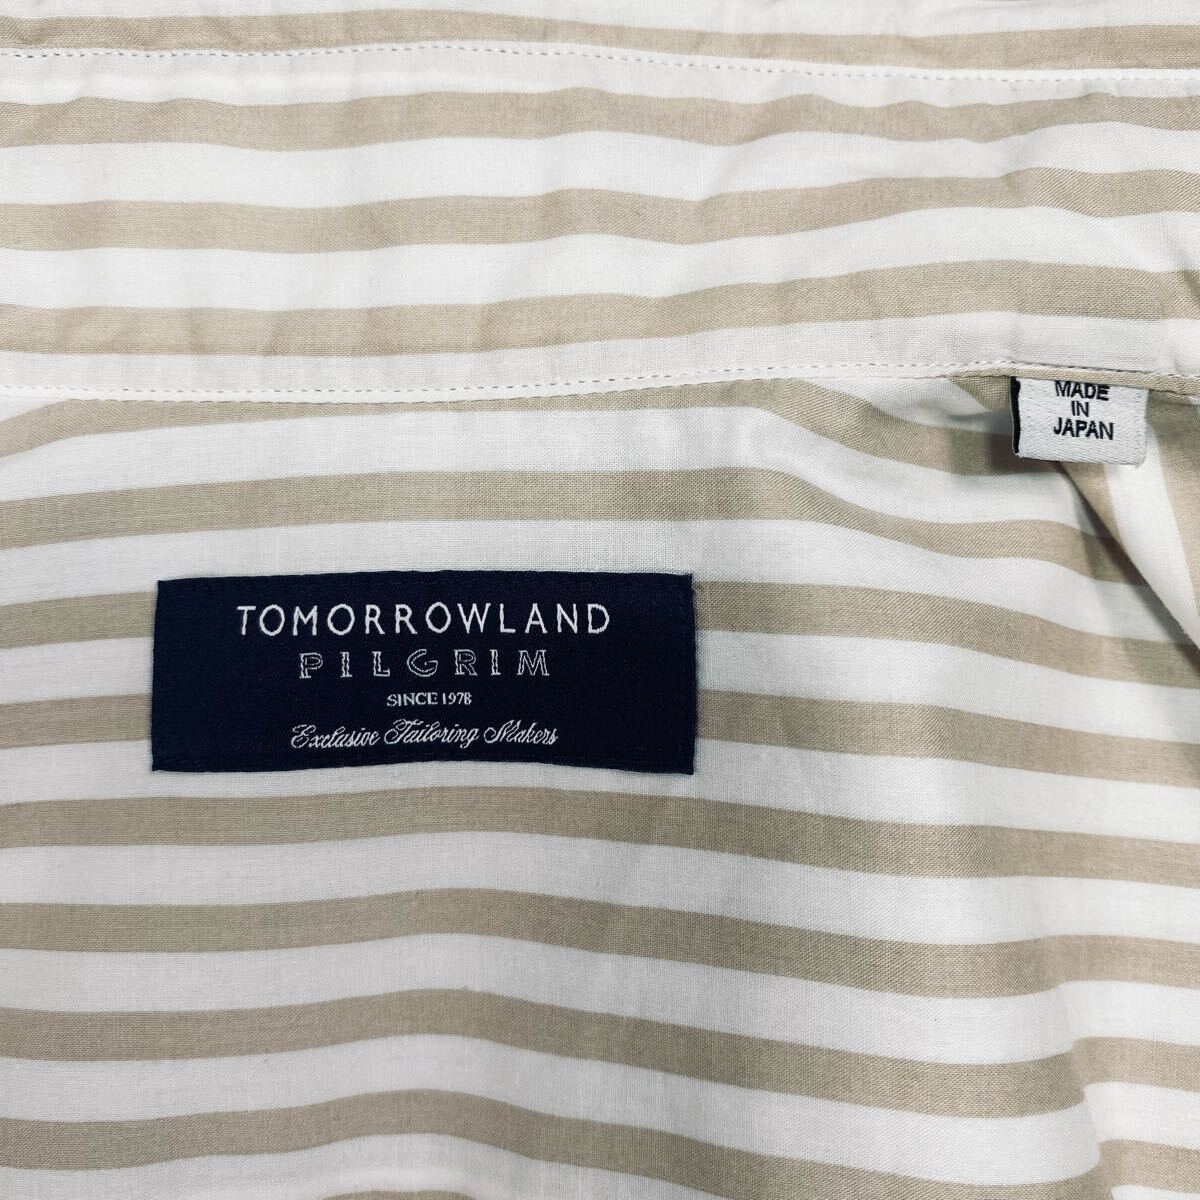 MADE
IN
JAPAN
TOMORROWLAND
PILGRIM
SINCE 1978
Exclusive Tailoring Makers